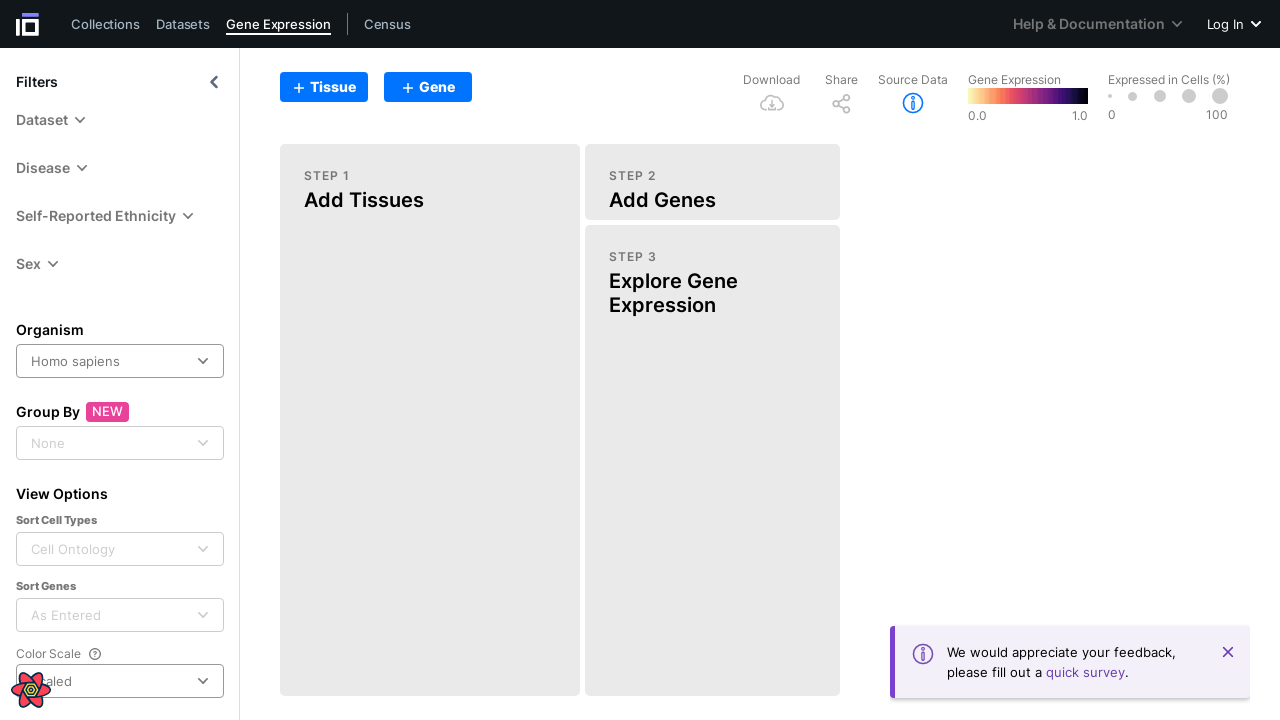 Collections Datasets Gene Expression Census Help & Documentation Log In
Filters
Dataset
Disease
Self-Reported Ethnicity
Sex
Organism
Homo sapiens
Group By NEW
None
View Options
Sort Cell Types
Cell Ontology
Sort Genes
As Entered
Color Scale
+ Tissue + Gene
Download Share Source Data Gene Expression Expressed in Cells (%)
0.0 1.0 0 100
STEP 1
Add Tissues
STEP 2
Add Genes
STEP 3
Explore Gene
Expression
We would appreciate your feedback,
please fill out a quick survey.